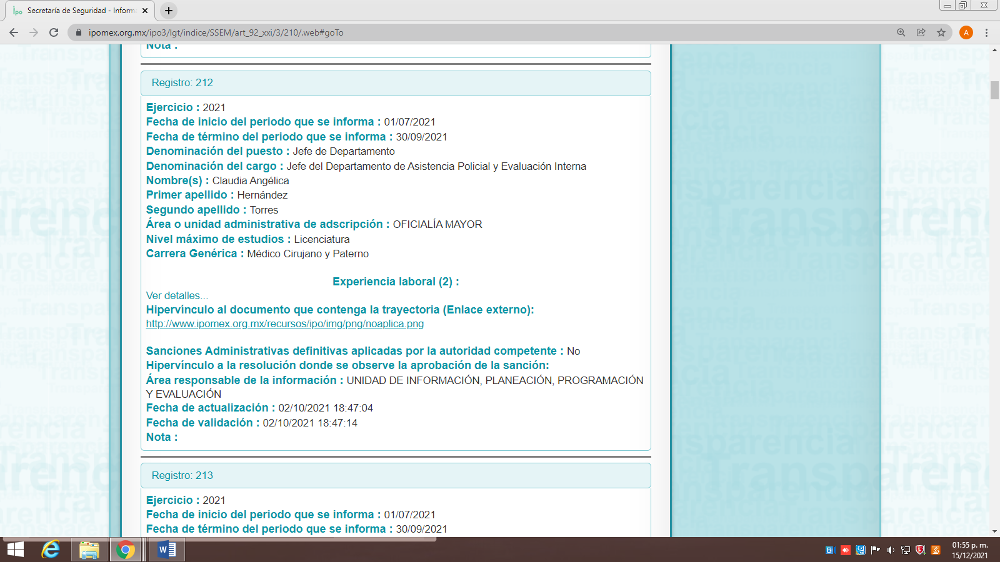 Secretaría de Seguridad - Inform
ipomex.org.mx/ipo3/lgt/indice/SSEM/art_92_xxi/3/210/.web#goTo
A
Nota :
Registro: 212
Ejercicio : 2021
Fecha de inicio del periodo que se informa : 01/07/2021
Fecha de término del periodo que se informa : 30/09/2021
Denominación del puesto : Jefe de Departamento
Denominación del cargo : Jefe del Departamento de Asistencia Policial y Evaluación Interna
Nombre(s) : Claudia Angélica
Primer apellido : Hernández
Segundo apellido : Torres
Área o unidad administrativa de adscripción : OFICIALÍA MAYOR
Nivel máximo de estudios : Licenciatura
Carrera Genérica : Médico Cirujano y Paterno
Experiencia laboral (2) :
Ver detalles...
Hipervínculo al documento que contenga la trayectoria (Enlace externo):
http://www.ipomex.org.mx/recursos/ipo/img/png/noaplica.png
Sanciones Administrativas definitivas aplicadas por la autoridad competente : No
Hipervínculo a la resolución donde se observe la aprobación de la sanción:
Área responsable de la información : UNIDAD DE INFORMACIÓN, PLANEACIÓN, PROGRAMACIÓN
Y EVALUACIÓN
Fecha de actualización : 02/10/2021 18:47:04
Fecha de validación : 02/10/2021 18:47:14
Nota :
Registro: 213
Ejercicio : 2021
Fecha de inicio del periodo que se informa : 01/07/2021
Fecha de término del periodo que se informa : 30/09/2021
01:55 p. m.
15/12/2021